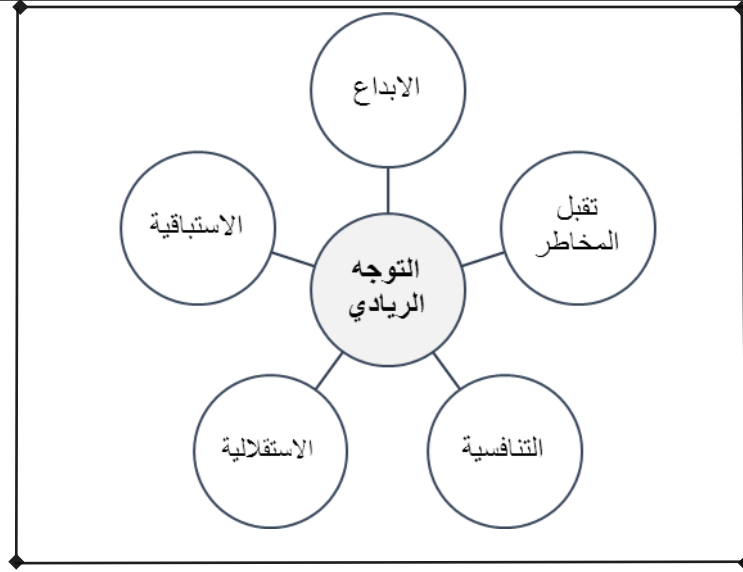 الابداع
تقبل
المخاطر
الاستباقية
التوجه
الريادي
التنافسية
الاستقلالية